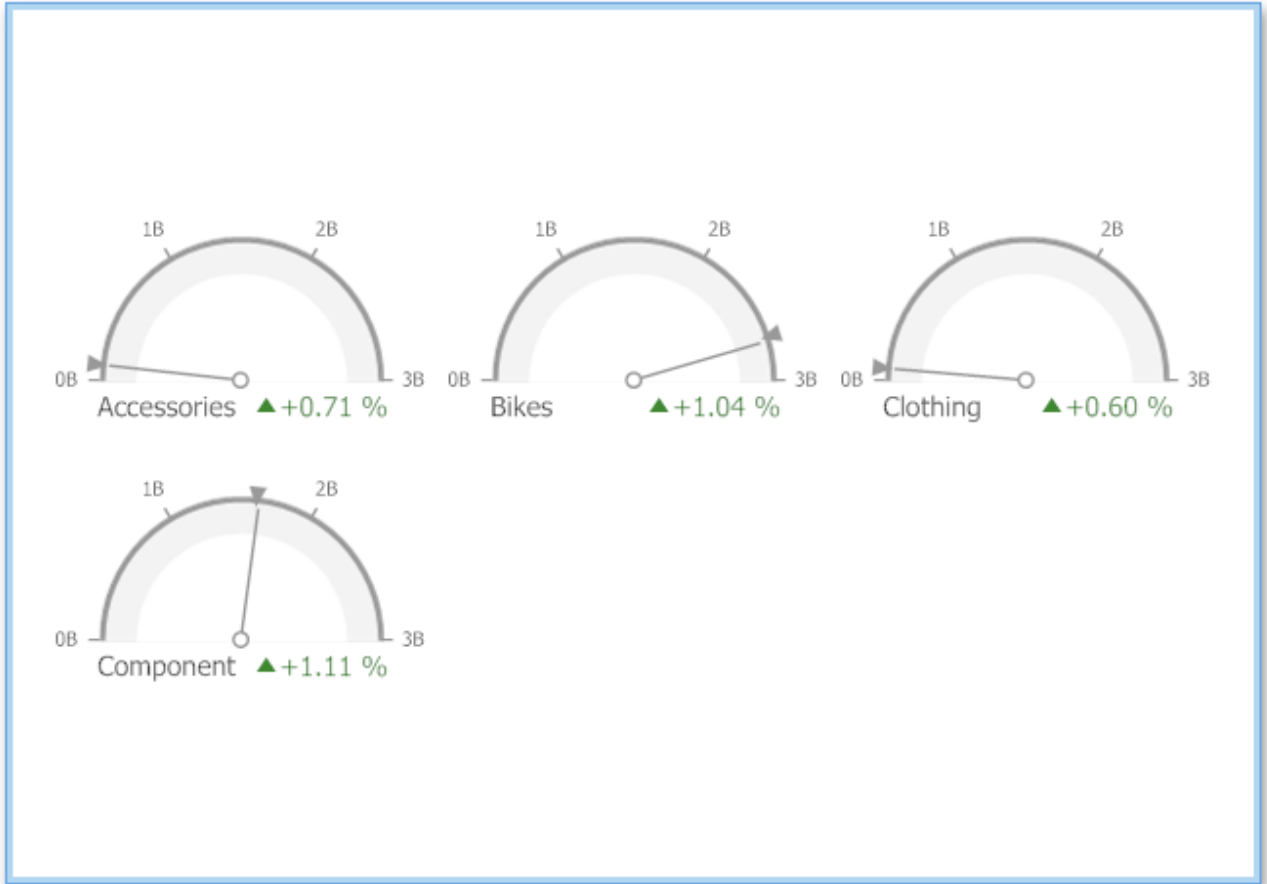 1B 2B 1B 2B 1B 2B
0B 3B 0B 3B 0B 3B
Accessories ▲+0.71 % Bikes ▲+1.04 % Clothing ▲+0.60 %
1B 2B
0B 3B
Component ▲+1.11 %